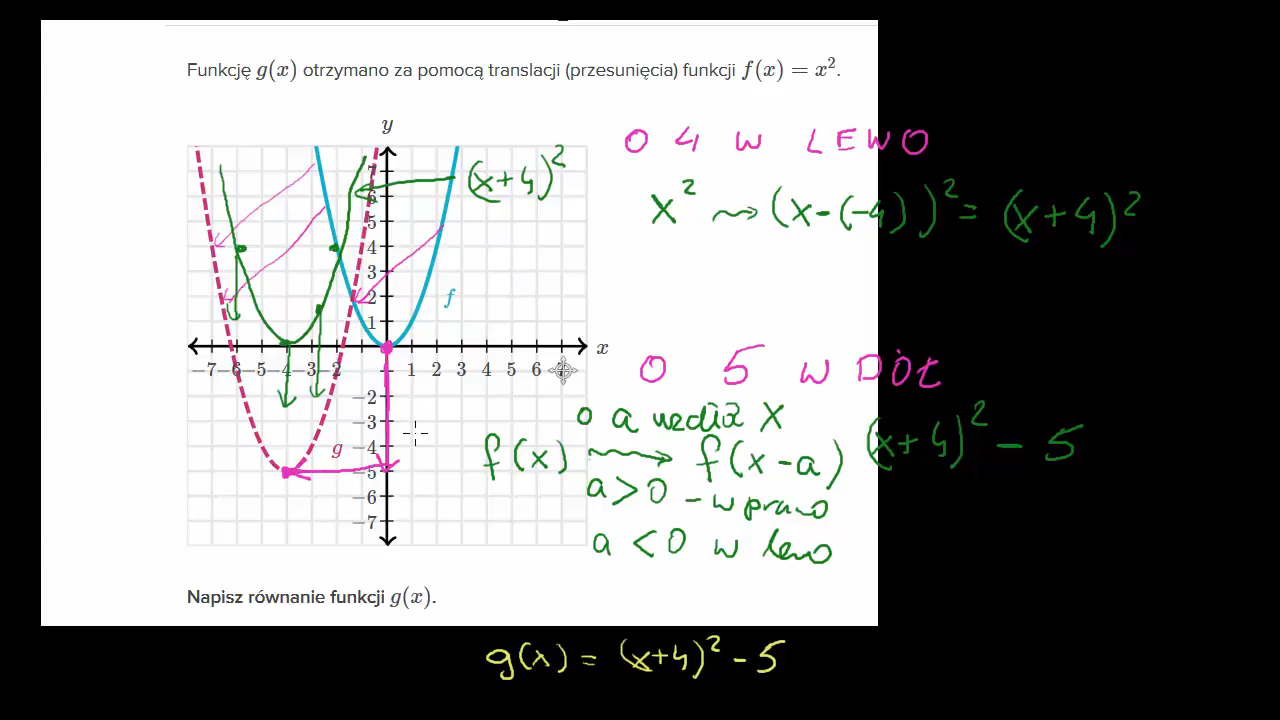 Funkcję g(x) otrzymano za pomocą translacji (przesunięcia) funkcji f(x) = x².
y
O 4 W LEWO
(x+4)²
x² ⤳ (x-(-4))² = (x+4)²
7
6
5
4
3
2
1
f
x
−7 −6 −5 −4 −3 −2 1 2 3 4 5 6
−2
−3
−4
−5
−6
−7
g
O 5 W DÓŁ
o a wzdłuż X
f(x) ⟶ f(x-a) (x+4)² - 5
a>0 - w prawo
a<0 w lewo
Napisz równanie funkcji g(x).
g(x) = (x+4)² - 5